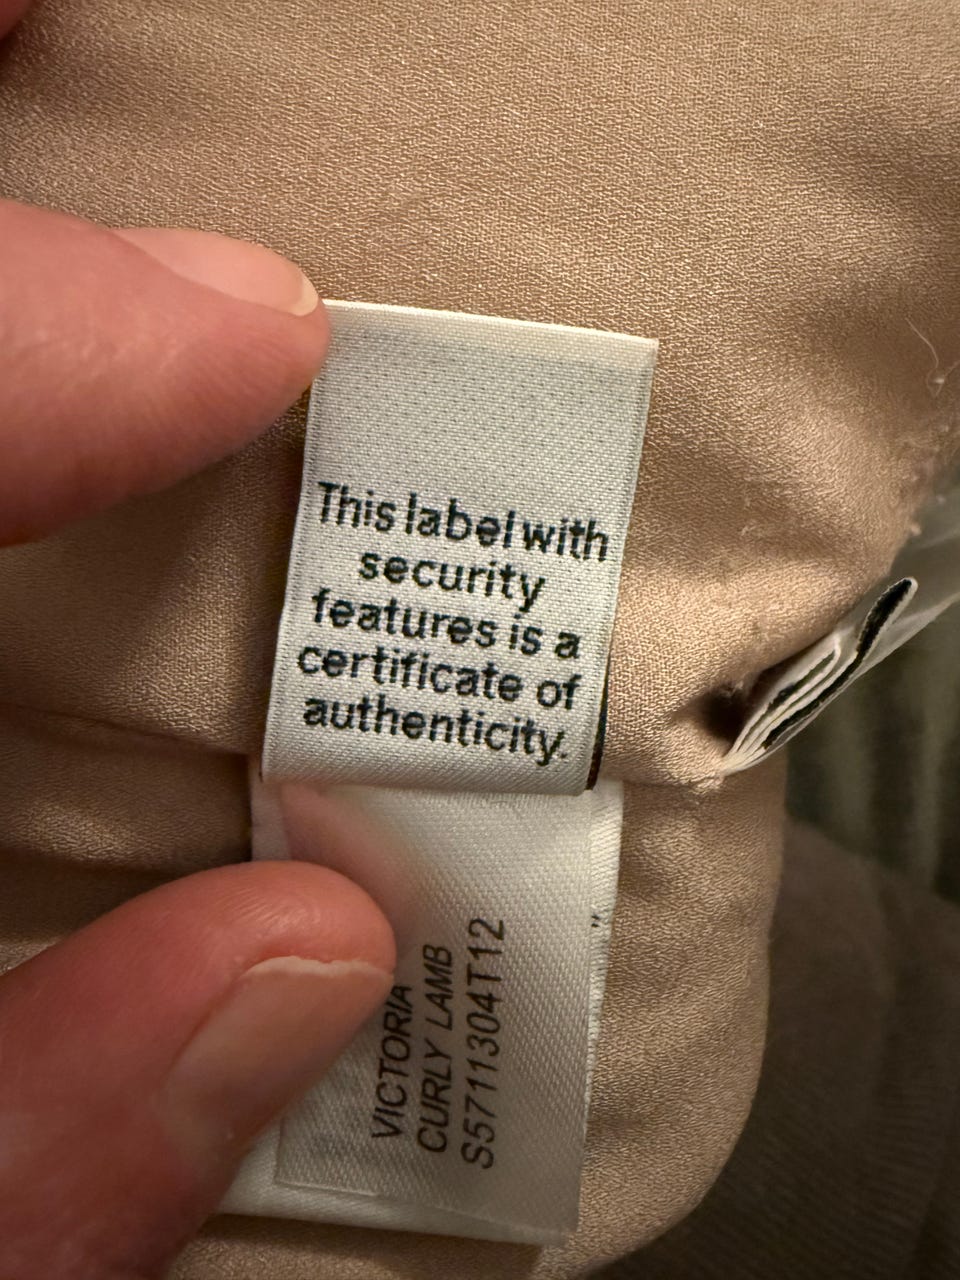 This label with
security
features is a
certificate of
authenticity.
VICTORIA
CURLY LAMB
S5711304T12